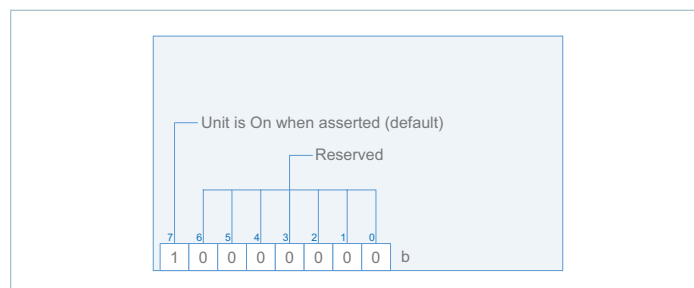 Unit is On when asserted (default)
Reserved
7 6 5 4 3 2 1 0
1 0 0 0 0 0 0 0 b